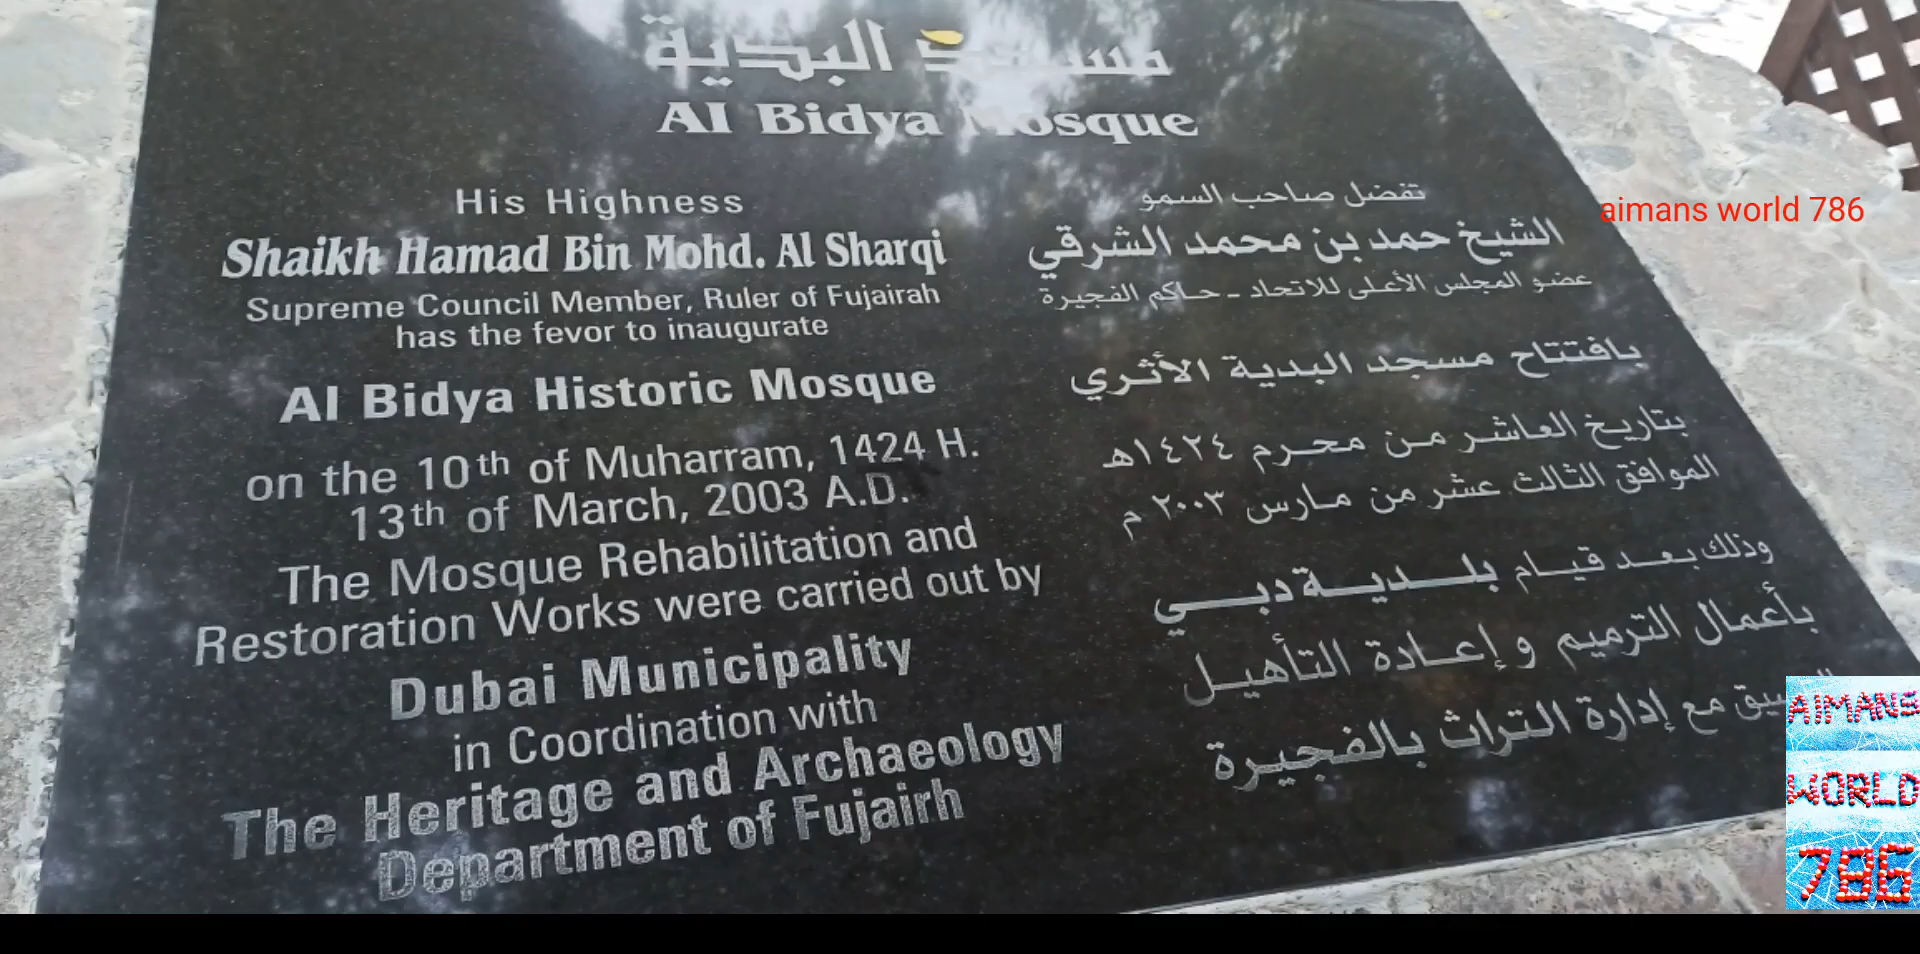 مسجد البدية
Al Bidya Mosque
His Highness
Shaikh Hamad Bin Mohd. Al Sharqi
Supreme Council Member, Ruler of Fujairah
has the fevor to inaugurate
Al Bidya Historic Mosque
on the 10th of Muharram, 1424 H.
13th of March, 2003 A.D.
The Mosque Rehabilitation and
Restoration Works were carried out by
Dubai Municipality
in Coordination with
The Heritage and Archaeology
Department of Fujairh
تفضل صاحب السمو
الشيخ حمد بن محمد الشرقي
عضو المجلس الأعلى للاتحاد - حاكم الفجيرة
بافتتاح مسجد البدية الأثري
بتاريخ العاشر من محرم ١٤٢٤هـ
الموافق الثالث عشر من مارس ٢٠٠٣ م
وذلك بعد قيام بلدية دبي
بأعمال الترميم و إعادة التأهيل
مع إدارة التراث بالفجيرة
aimans world 786
AIMANS
WORLD
786